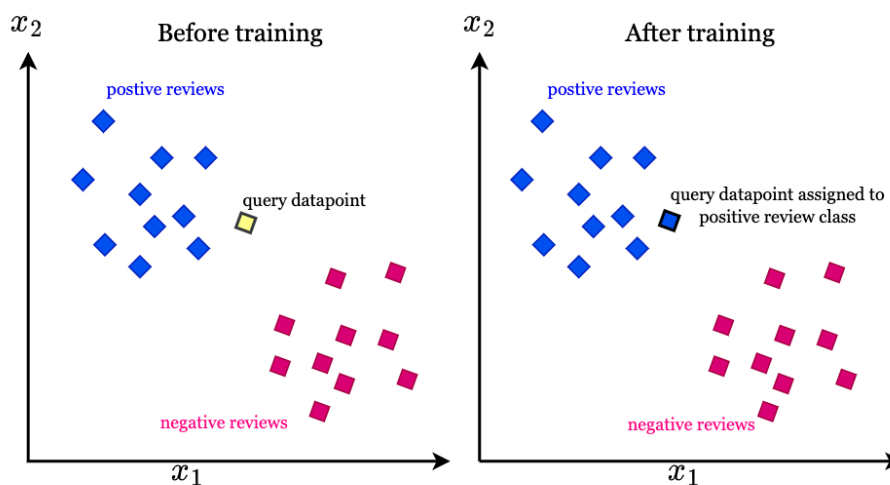 x₂
Before training
postive reviews
query datapoint
negative reviews
x₁
x₂
After training
postive reviews
query datapoint assigned to
positive review class
negative reviews
x₁